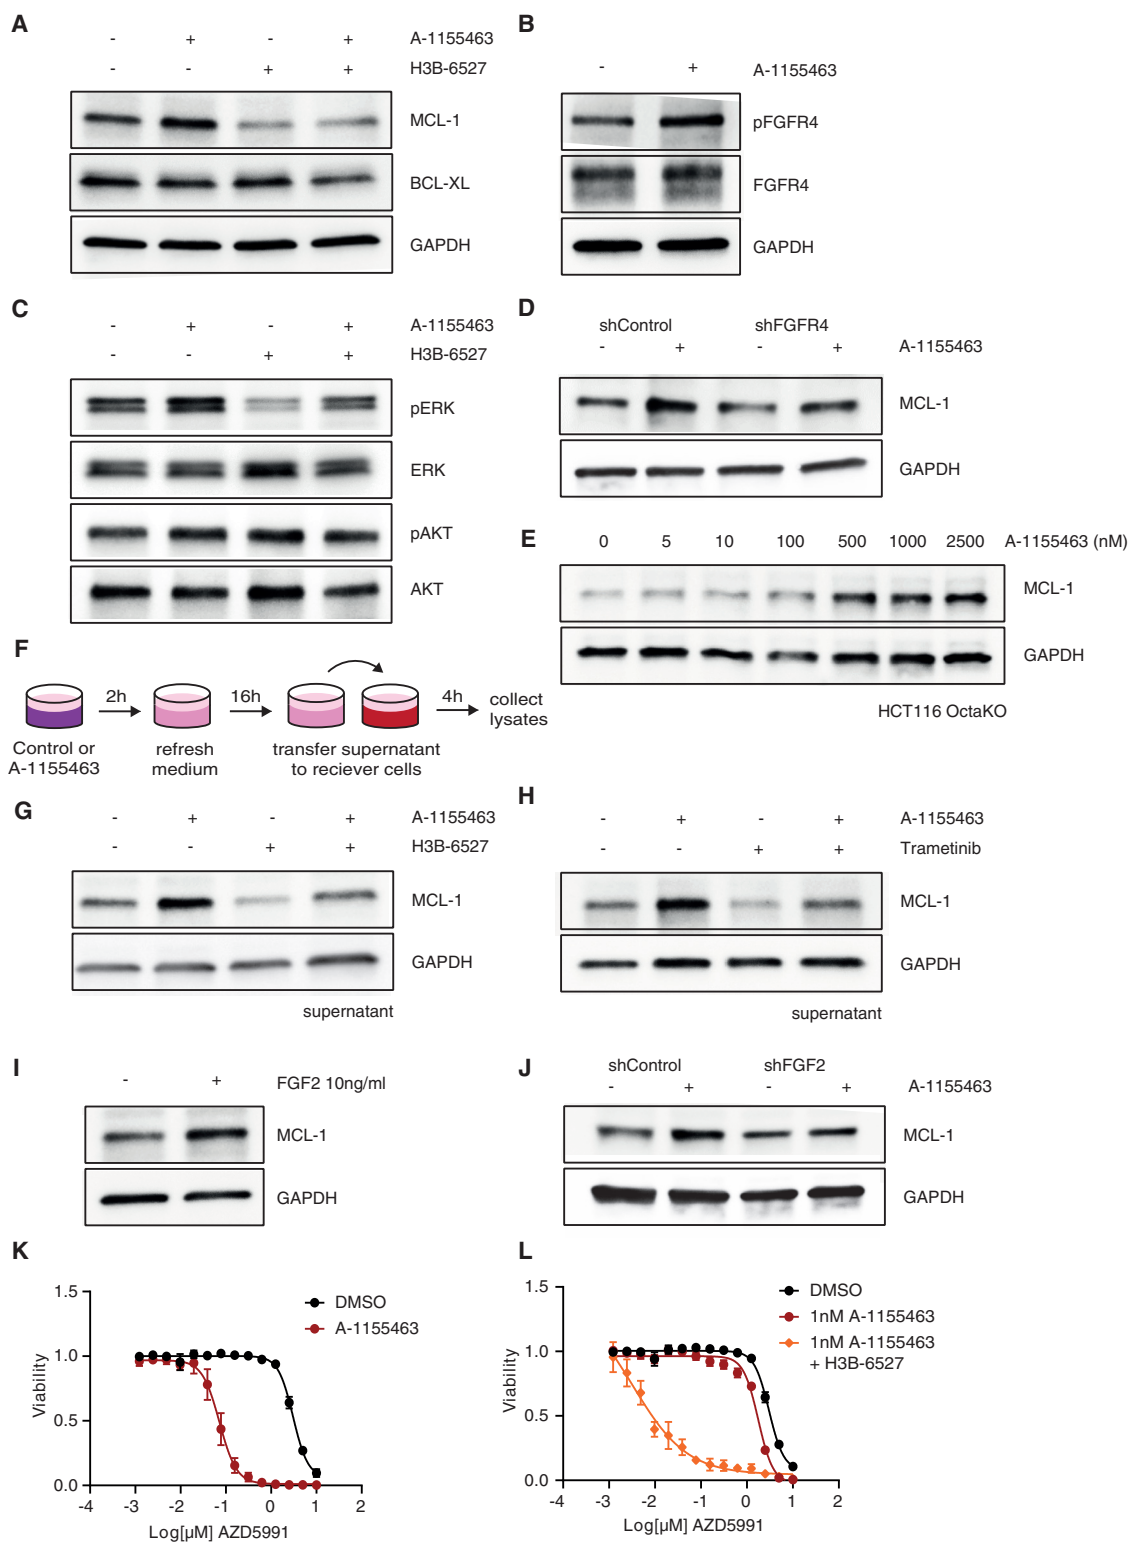 A
- + - + A-1155463
- - + + H3B-6527
MCL-1
BCL-XL
GAPDH
B
- + A-1155463
pFGFR4
FGFR4
GAPDH
C
- + - + A-1155463
- - + + H3B-6527
pERK
ERK
pAKT
AKT
D
shControl shFGFR4
- + - + A-1155463
MCL-1
GAPDH
E
0 5 10 100 500 1000 2500 A-1155463 (nM)
MCL-1
GAPDH
HCT116 OctaKO
F
2h 16h 4h
Control or
A-1155463
refresh
medium
transfer supernatant
to reciever cells
collect
lysates
G
- + - + A-1155463
- - + + H3B-6527
MCL-1
GAPDH
supernatant
H
- + - + A-1155463
- - + + Trametinib
MCL-1
GAPDH
supernatant
I
- + FGF2 10ng/ml
MCL-1
GAPDH
J
shControl shFGF2
- + - + A-1155463
MCL-1
GAPDH
K
1.5
1.0
0.5
0.0
Viability
DMSO
A-1155463
-4 -3 -2 -1 0 1 2
Log[µM] AZD5991
L
1.5
1.0
0.5
0.0
Viability
DMSO
1nM A-1155463
1nM A-1155463
+ H3B-6527
-4 -3 -2 -1 0 1 2
Log[µM] AZD5991